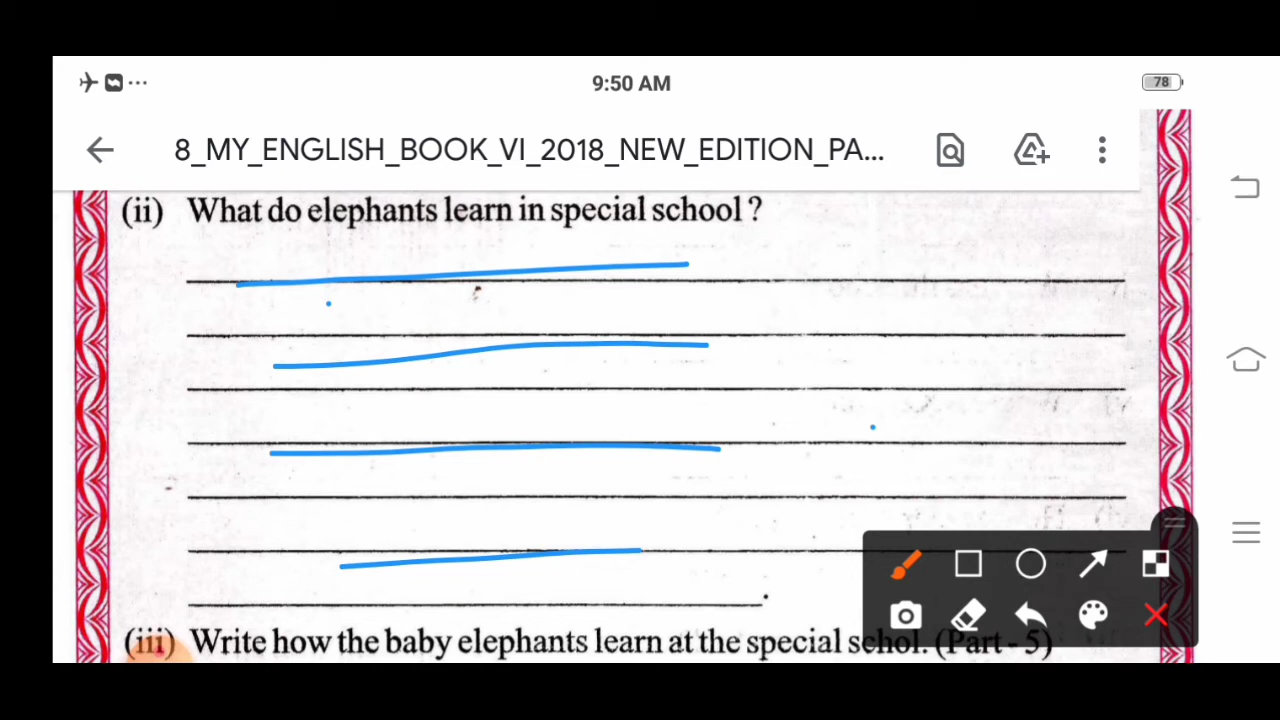 9:50 AM
78
8_MY_ENGLISH_BOOK_VI_2018_NEW_EDITION_PA...
(ii) What do elephants learn in special school ?
(iii) Write how the baby elephants learn at the special schol. (Part - 5)